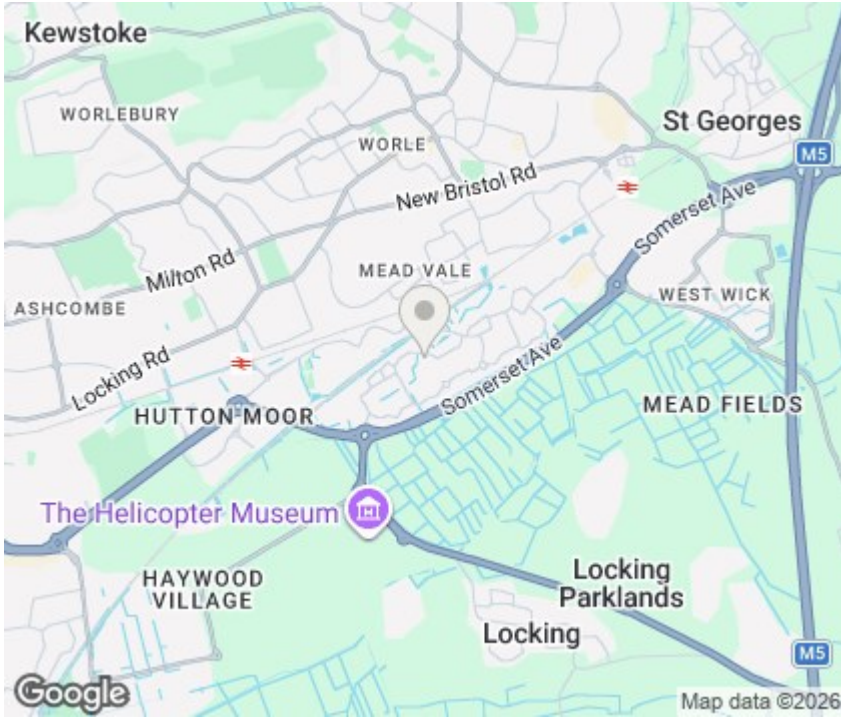 Kewstoke
WORLEBURY
St Georges
WORLE
M5
New Bristol Rd
Somerset Ave
Milton Rd
MEAD VALE
ASHCOMBE
WEST WICK
Locking Rd
Somerset Ave
HUTTON MOOR
MEAD FIELDS
The Helicopter Museum
HAYWOOD
VILLAGE
Locking
Parklands
Locking
M5
Google
Map data ©2026